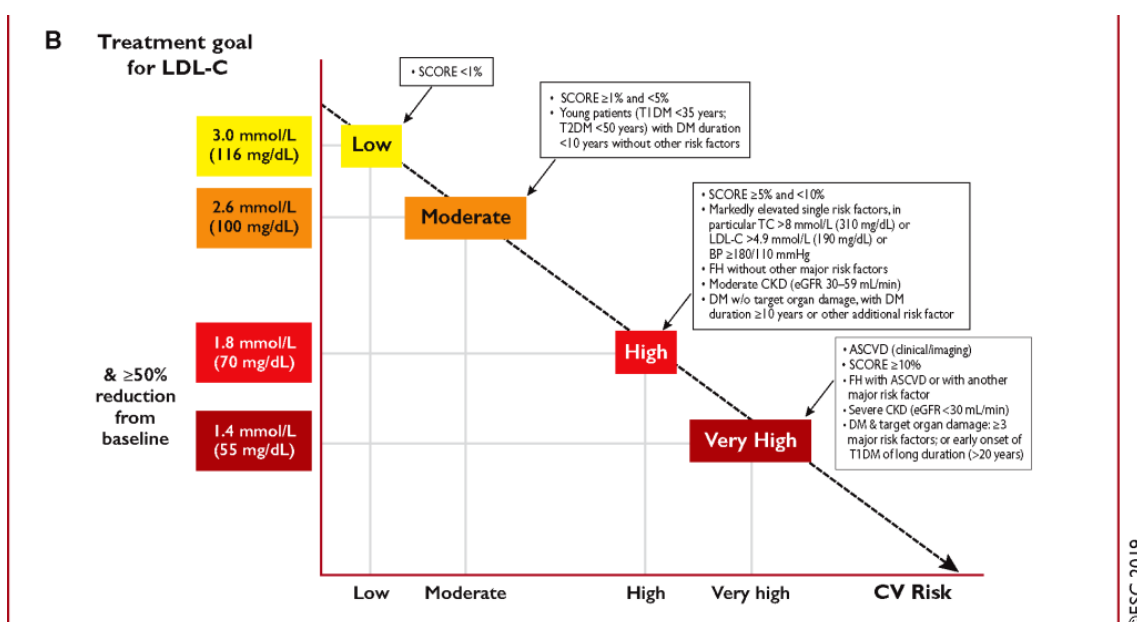 B
Treatment goal
for LDL-C
• SCORE <1%
• SCORE ≥1% and <5%
• Young patients (T1DM <35 years;
T2DM <50 years) with DM duration
<10 years without other risk factors
3.0 mmol/L
(116 mg/dL)
Low
2.6 mmol/L
(100 mg/dL)
Moderate
• SCORE ≥5% and <10%
• Markedly elevated single risk factors, in
particular TC >8 mmol/L (310 mg/dL) or
LDL-C >4.9 mmol/L (190 mg/dL) or
BP ≥180/110 mmHg
• FH without other major risk factors
• Moderate CKD (eGFR 30–59 mL/min)
• DM w/o target organ damage, with DM
duration ≥10 years or other additional risk factor
1.8 mmol/L
(70 mg/dL)
High
& ≥50%
reduction
from
baseline
• ASCVD (clinical/imaging)
• SCORE ≥10%
• FH with ASCVD or with another
major risk factor
• Severe CKD (eGFR <30 mL/min)
• DM & target organ damage: ≥3
major risk factors; or early onset of
T1DM of long duration (>20 years)
1.4 mmol/L
(55 mg/dL)
Very High
Low
Moderate
High
Very high
CV Risk
©ESC 2019